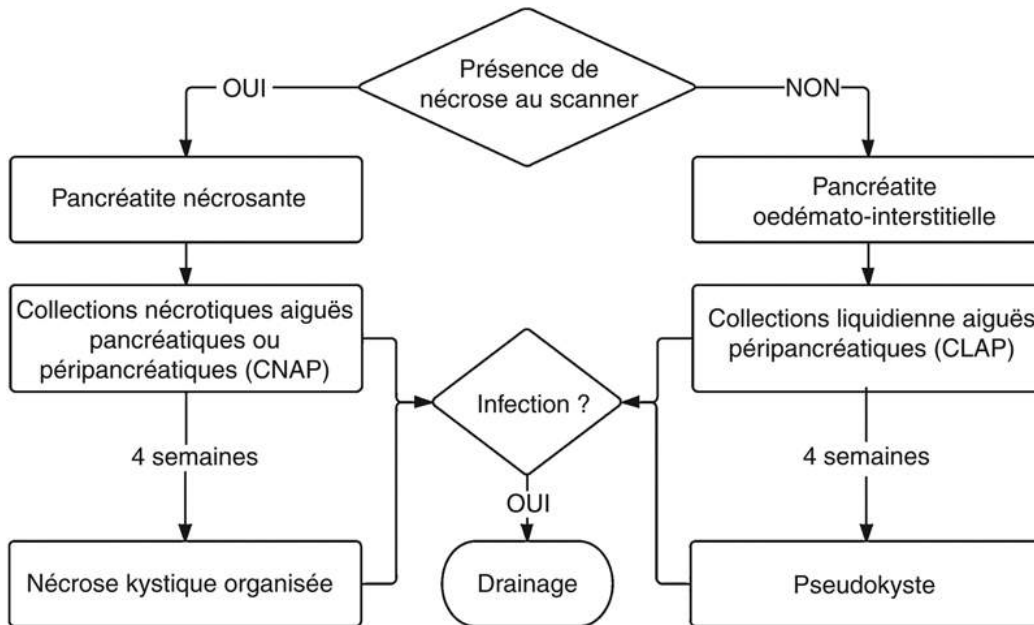 Présence de
nécrose au scanner
OUI
NON
Pancréatite nécrosante
Pancréatite
oedémato-interstitielle
Collections nécrotiques aiguës
pancréatiques ou
péripancréatiques (CNAP)
Collections liquidienne aiguës
péripancréatiques (CLAP)
Infection ?
4 semaines
4 semaines
OUI
Nécrose kystique organisée
Drainage
Pseudokyste